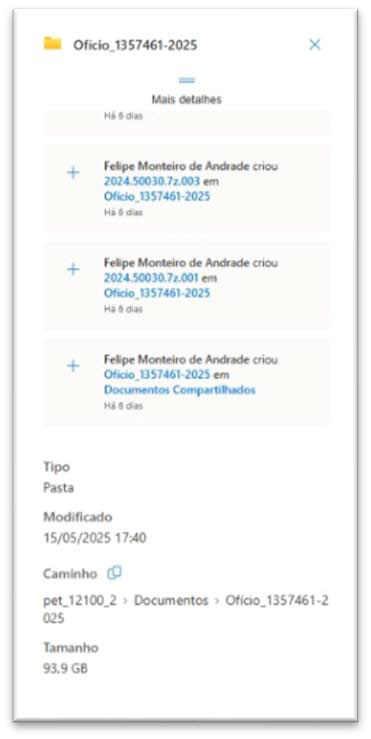 Ofício_1357461-2025
Mais detalhes
Há 6 dias
Felipe Monteiro de Andrade criou
2024.50030.7z.003 em
Ofício_1357461-2025
Há 6 dias
Felipe Monteiro de Andrade criou
2024.50030.7z.001 em
Ofício_1357461-2025
Há 6 dias
Felipe Monteiro de Andrade criou
Ofício_1357461-2025 em
Documentos Compartilhados
Há 6 dias
Tipo
Pasta
Modificado
15/05/2025 17:40
Caminho
pet_12100_2 > Documentos > Ofício_1357461-2
025
Tamanho
93,9 GB